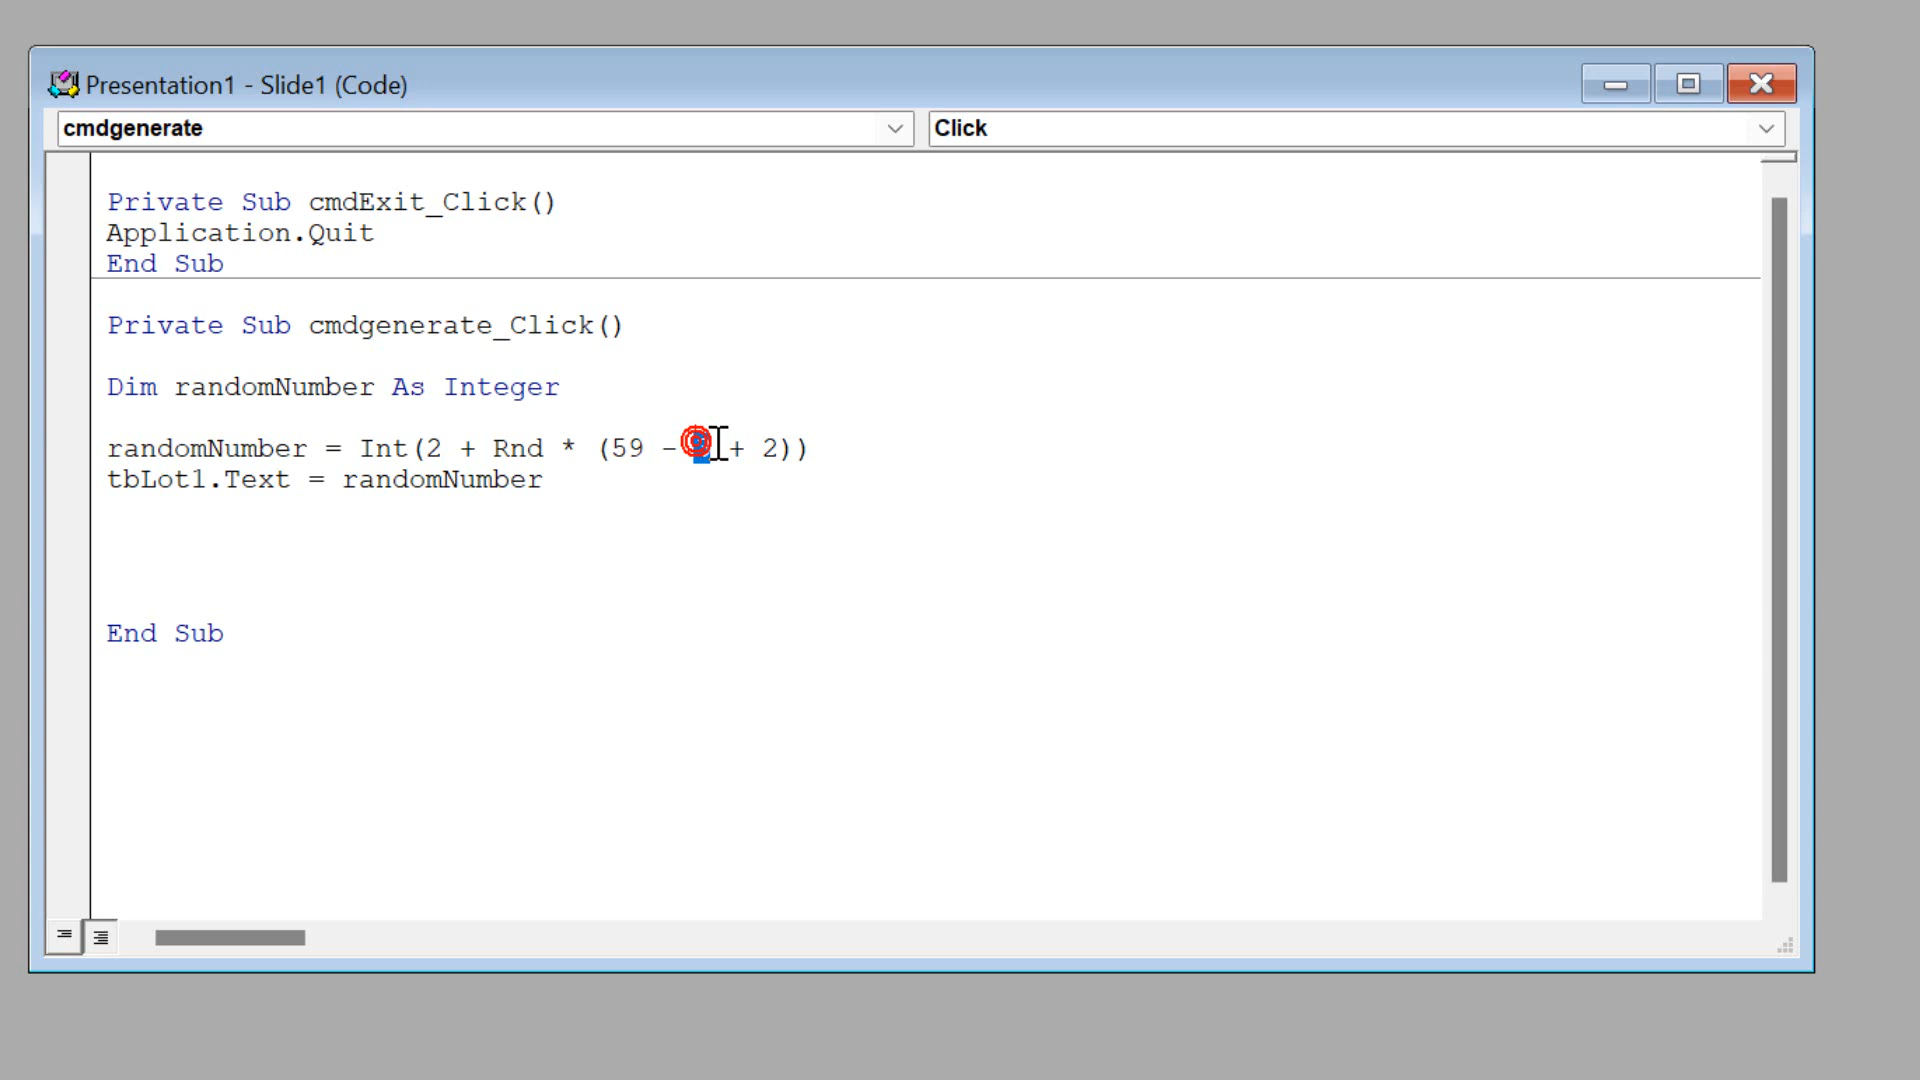 Presentation1 - Slide1 (Code)
cmdgenerate
Click
Private Sub cmdExit_Click()
Application.Quit
End Sub
Private Sub cmdgenerate_Click()
Dim randomNumber As Integer
randomNumber = Int(2 + Rnd * (59 - + 2))
tbLot1.Text = randomNumber
End Sub